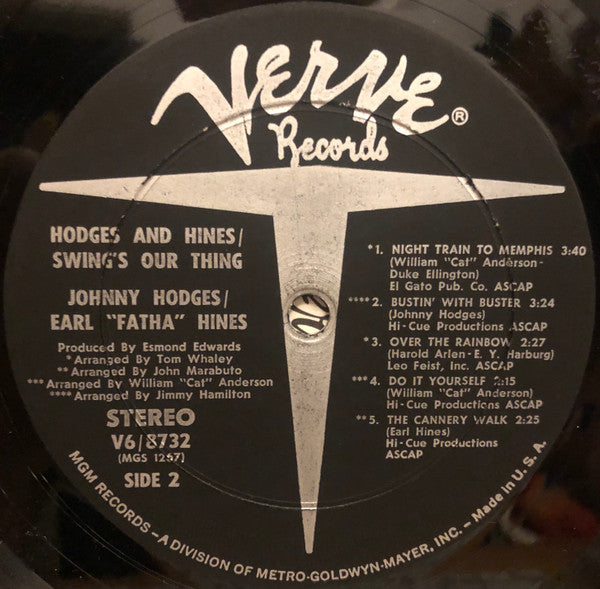 Verve®
Records
HODGES AND HINES/
SWING'S OUR THING
JOHNNY HODGES/
EARL "FATHA" HINES
Produced By Esmond Edwards
*Arranged By Tom Whaley
**Arranged By John Marabuto
***Arranged By William "Cat" Anderson
****Arranged By Jimmy Hamilton
STEREO
V6/8732
(MGS 1267)
SIDE 2
*1. NIGHT TRAIN TO MEMPHIS 3:40
(William "Cat" Anderson-
Duke Ellington)
El Gato Pub. Co. ASCAP
****2. BUSTIN' WITH BUSTER 3:24
(Johnny Hodges)
Hi-Cue Productions ASCAP
*3. OVER THE RAINBOW 2:27
(Harold Arlen-E. Y. Harburg)
Leo Feist, Inc. ASCAP
***4. DO IT YOURSELF 2:15
(William "Cat" Anderson)
Hi-Cue Productions ASCAP
**5. THE CANNERY WALK 2:25
(Earl Hines)
Hi-Cue Productions
ASCAP
MGM RECORDS—A DIVISION OF METRO-GOLDWYN-MAYER, INC.—Made in U. S. A.